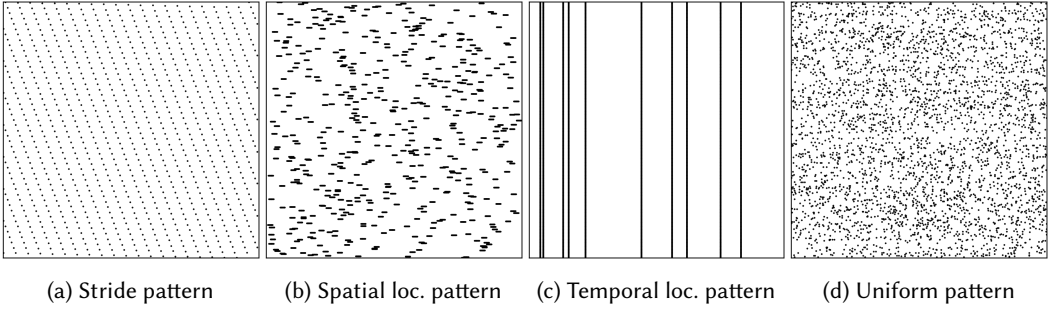 (a) Stride pattern
(b) Spatial loc. pattern
(c) Temporal loc. pattern
(d) Uniform pattern